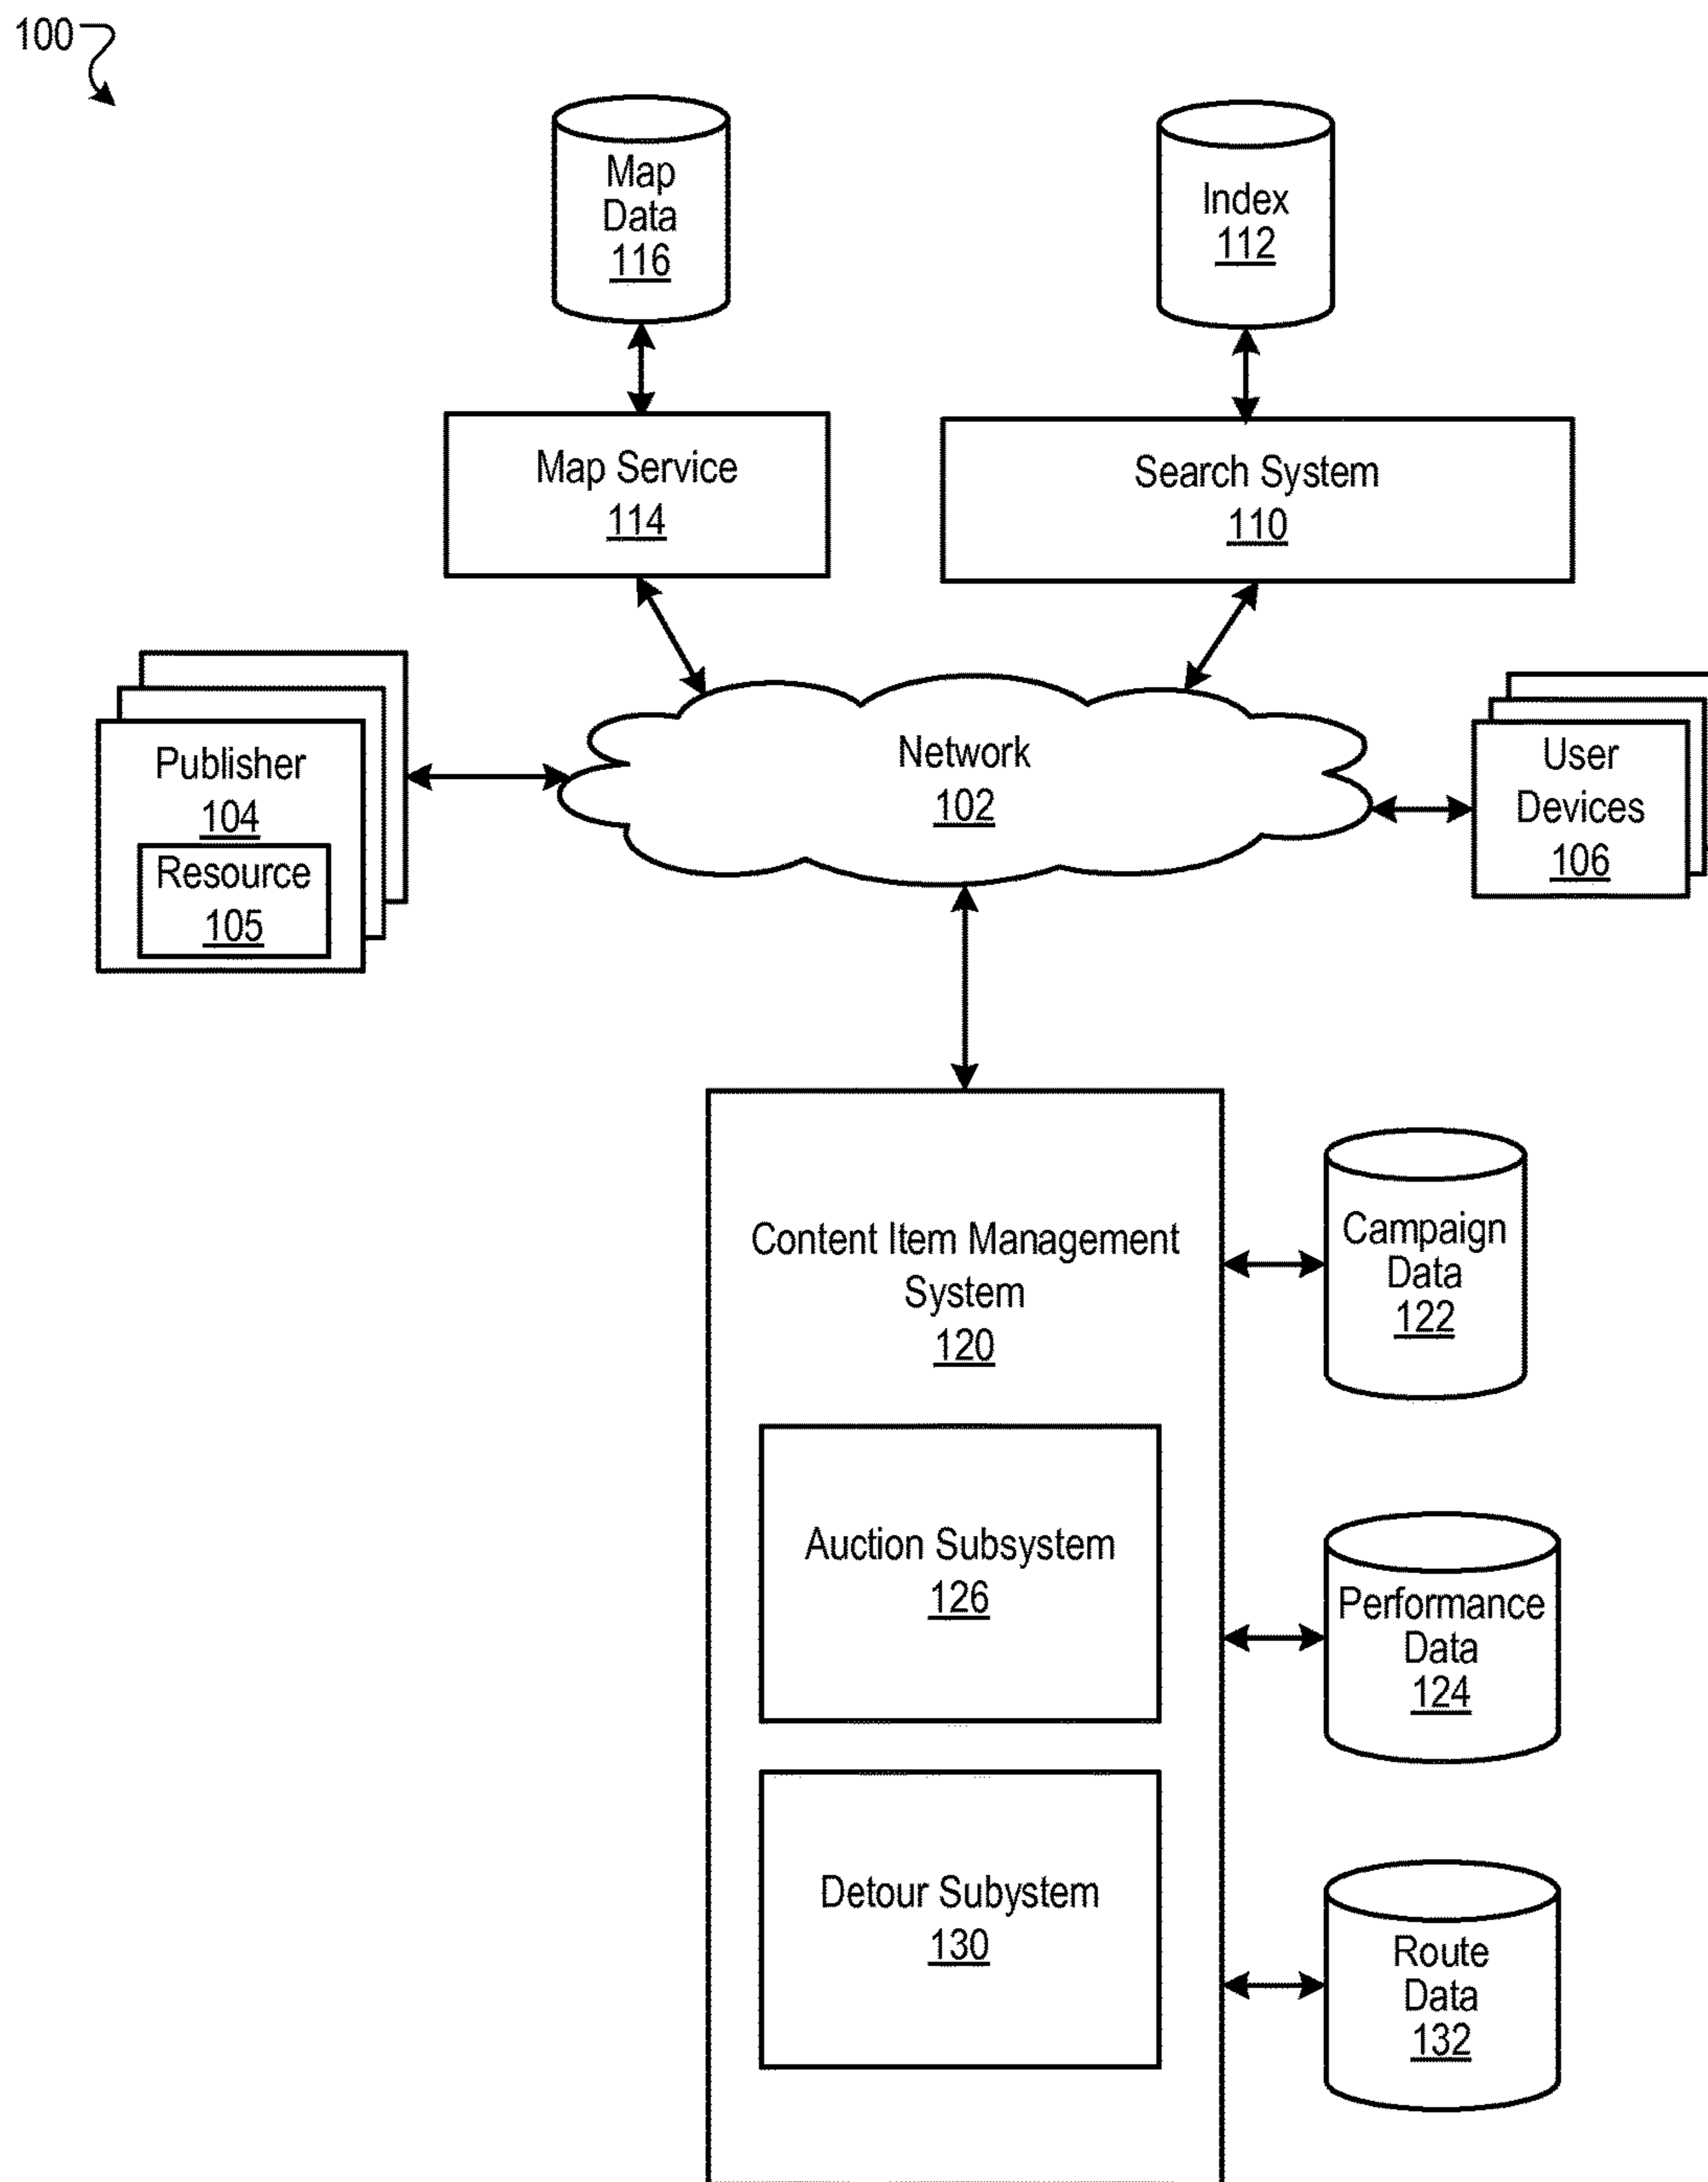 100
Map
Data
116
Index
112
Map Service
114
Search System
110
Publisher
104
Resource
105
Network
102
User
Devices
106
Content Item Management
System
120
Campaign
Data
122
Auction Subsystem
126
Performance
Data
124
Detour Subystem
130
Route
Data
132